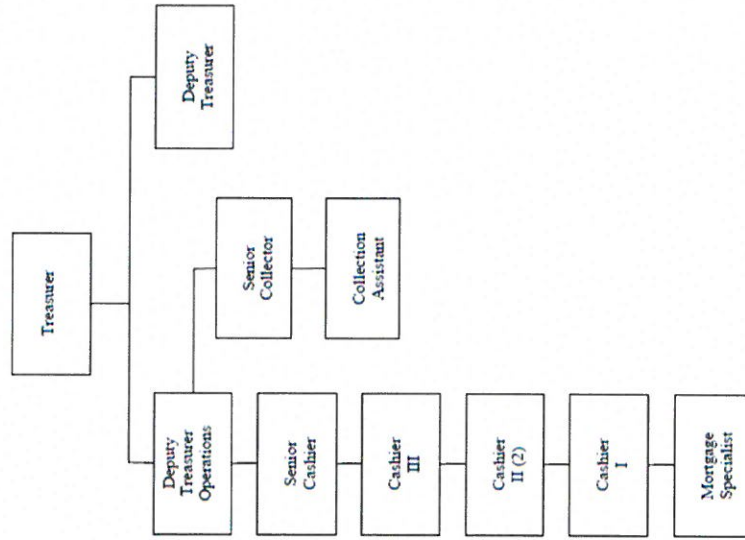 Treasurer
Deputy
Treasurer
Operations
Deputy
Treasurer
Senior
Collector
Collection
Assistant
Senior
Cashier
Cashier
III
Cashier
II (2)
Cashier
I
Mortgage
Specialist